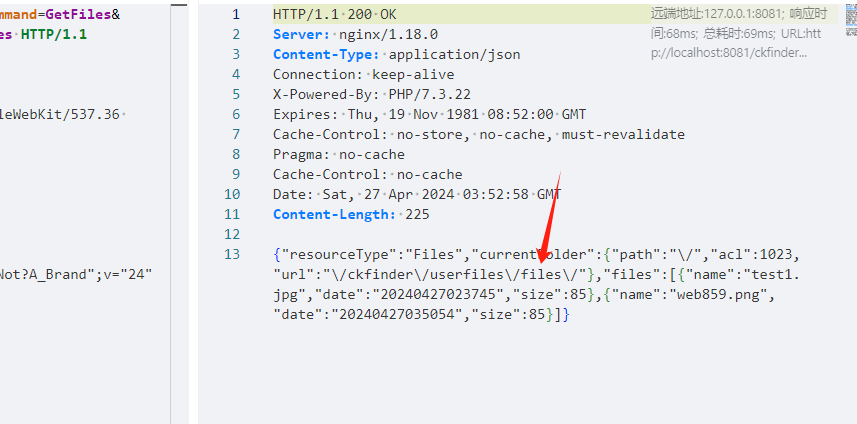 mmand=GetFiles&
es HTTP/1.1
leWebKit/537.36
Not?A_Brand";v="24"
1 HTTP/1.1 200 OK
2 Server: nginx/1.18.0
3 Content-Type: application/json
4 Connection: keep-alive
5 X-Powered-By: PHP/7.3.22
6 Expires: Thu, 19 Nov 1981 08:52:00 GMT
7 Cache-Control: no-store, no-cache, must-revalidate
8 Pragma: no-cache
9 Cache-Control: no-cache
10 Date: Sat, 27 Apr 2024 03:52:58 GMT
11 Content-Length: 225
12
13 {"resourceType":"Files","currentFolder":{"path":"\/","acl":1023,
"url":"\/ckfinder\/userfiles\/files\/"},"files":[{"name":"test1.
jpg","date":"20240427023745","size":85},{"name":"web859.png",
"date":"20240427035054","size":85}]}
远端地址:127.0.0.1:8081; 响应时
间:68ms; 总耗时:69ms; URL:htt
p://localhost:8081/ckfinder...